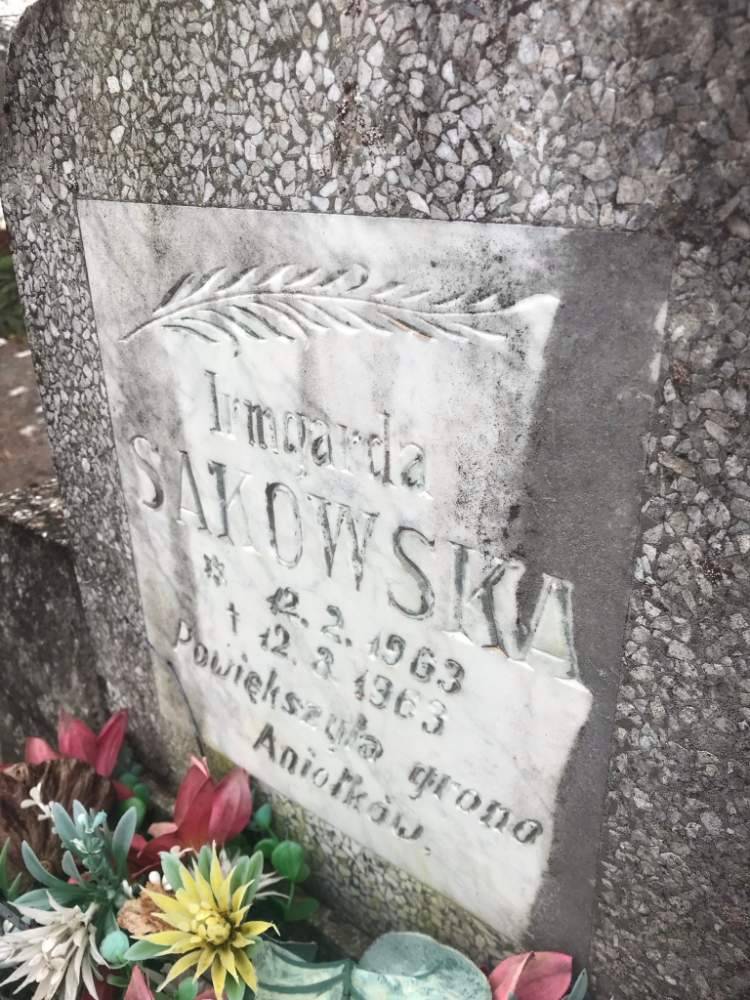 Irmgarda
SAKOWSKA
* 12. 2. 1963
† 12. 3. 1963
Powiększyła grono
Aniołków.